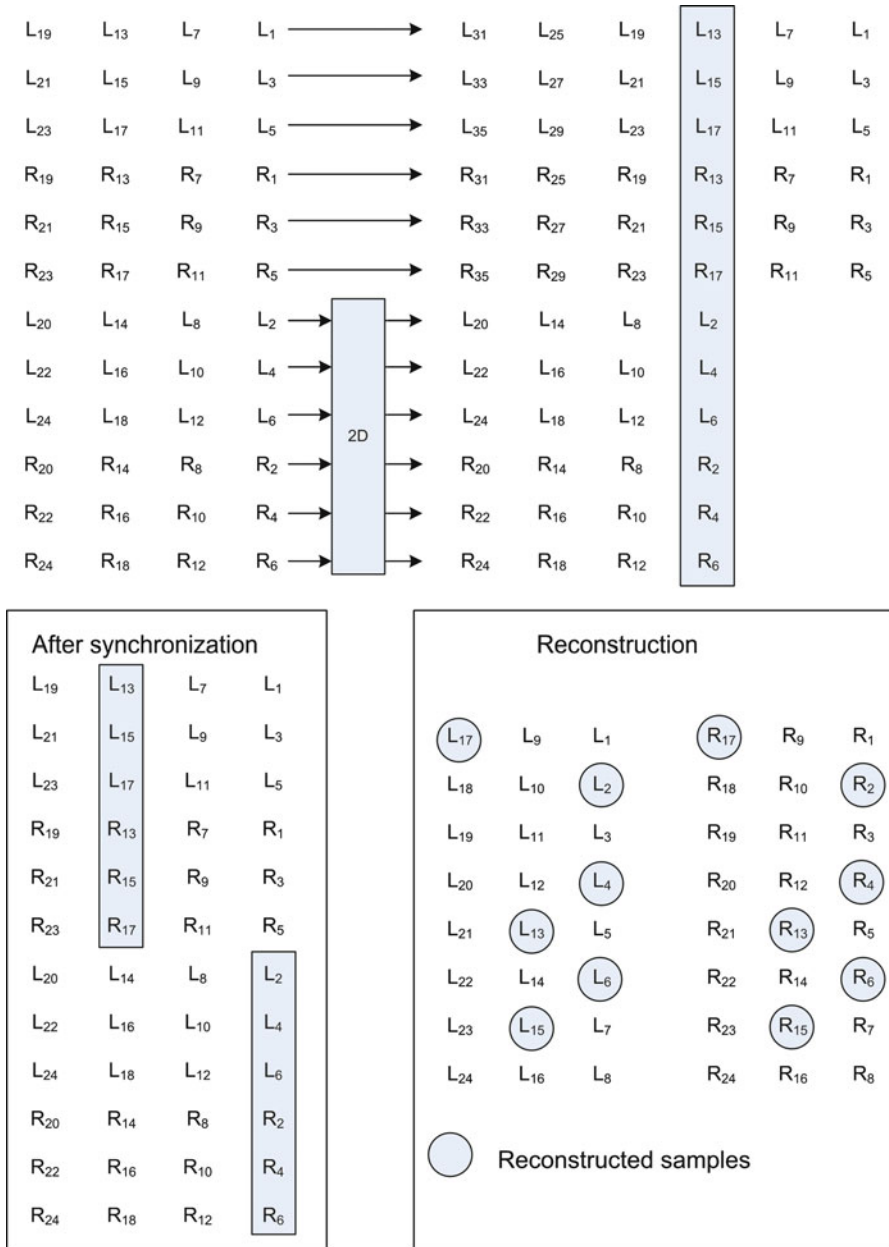 L19 L13 L7 L1 L31 L25 L19 L13 L7 L1
L21 L15 L9 L3 L33 L27 L21 L15 L9 L3
L23 L17 L11 L5 L35 L29 L23 L17 L11 L5
R19 R13 R7 R1 R31 R25 R19 R13 R7 R1
R21 R15 R9 R3 R33 R27 R21 R15 R9 R3
R23 R17 R11 R5 R35 R29 R23 R17 R11 R5
L20 L14 L8 L2 L20 L14 L8 L2
L22 L16 L10 L4 L22 L16 L10 L4
L24 L18 L12 L6 L24 L18 L12 L6
2D
R20 R14 R8 R2 R20 R14 R8 R2
R22 R16 R10 R4 R22 R16 R10 R4
R24 R18 R12 R6 R24 R18 R12 R6
After synchronization
L19 L13 L7 L1
L21 L15 L9 L3
L23 L17 L11 L5
R19 R13 R7 R1
R21 R15 R9 R3
R23 R17 R11 R5
L20 L14 L8 L2
L22 L16 L10 L4
L24 L18 L12 L6
R20 R14 R8 R2
R22 R16 R10 R4
R24 R18 R12 R6
Reconstruction
L17 L9 L1 R17 R9 R1
L18 L10 L2 R18 R10 R2
L19 L11 L3 R19 R11 R3
L20 L12 L4 R20 R12 R4
L21 L13 L5 R21 R13 R5
L22 L14 L6 R22 R14 R6
L23 L15 L7 R23 R15 R7
L24 L16 L8 R24 R16 R8
Reconstructed samples